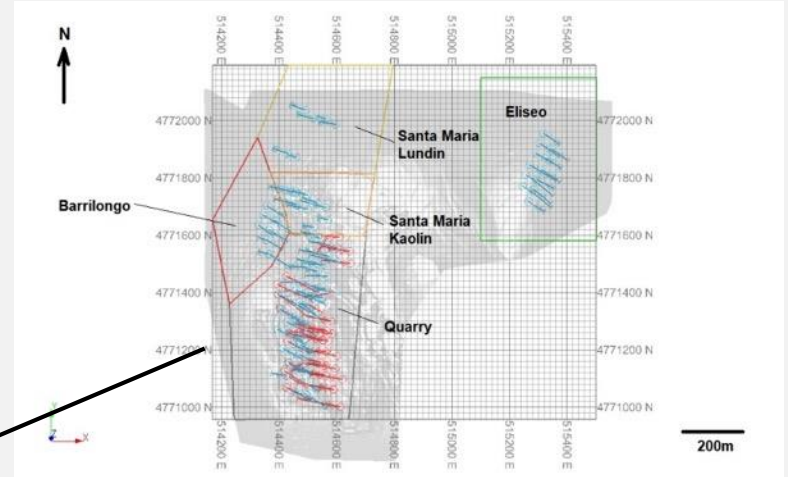 N
514200 E
514400 E
514600 E
514800 E
515000 E
515200 E
515400 E
4772000 N
4772000 N
Eliseo
Santa Maria
Lundin
4771800 N
4771800 N
Barrilongo
Santa Maria
Kaolin
4771600 N
4771600 N
4771400 N
4771400 N
Quarry
4771200 N
4771200 N
4771000 N
4771000 N
Y
Z
X
514200 E
514400 E
514600 E
514800 E
515000 E
515200 E
515400 E
200m